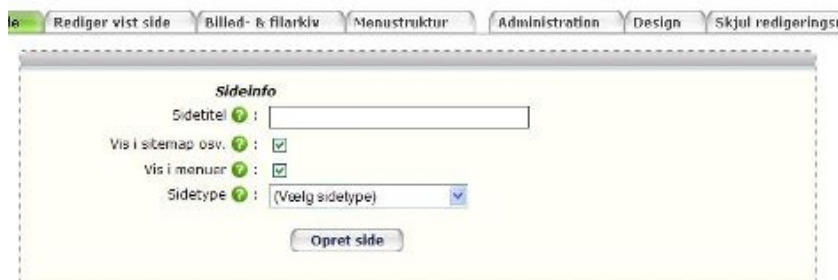 Rediger vist side Billed- & filarkiv Menustruktur Administration Design Skjul
Sideinfo
Sidetitel ? :
Vis i sitemap osv. ? :
Vis i menuer ? :
Sidetype ? : (Vælg sidetype)
Opret side